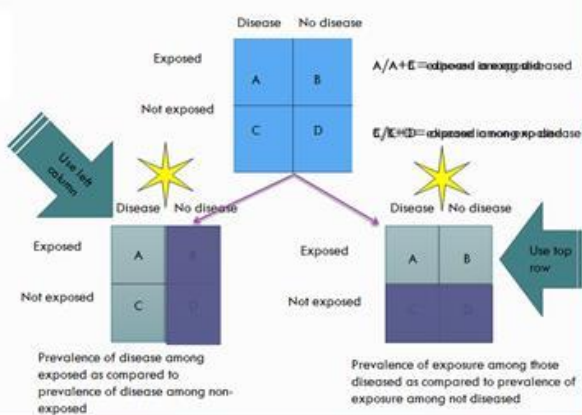 Disease No disease
Exposed
A B
Not exposed
C D
Use left
column
Disease No disease
Exposed
A B
Not exposed
C D
Prevalence of disease among
exposed as compared to
prevalence of disease among non-
exposed
Disease No disease
Exposed
A B
Not exposed
C D
Use top
row
Prevalence of exposure among those
diseased as compared to prevalence of
exposure among not diseased